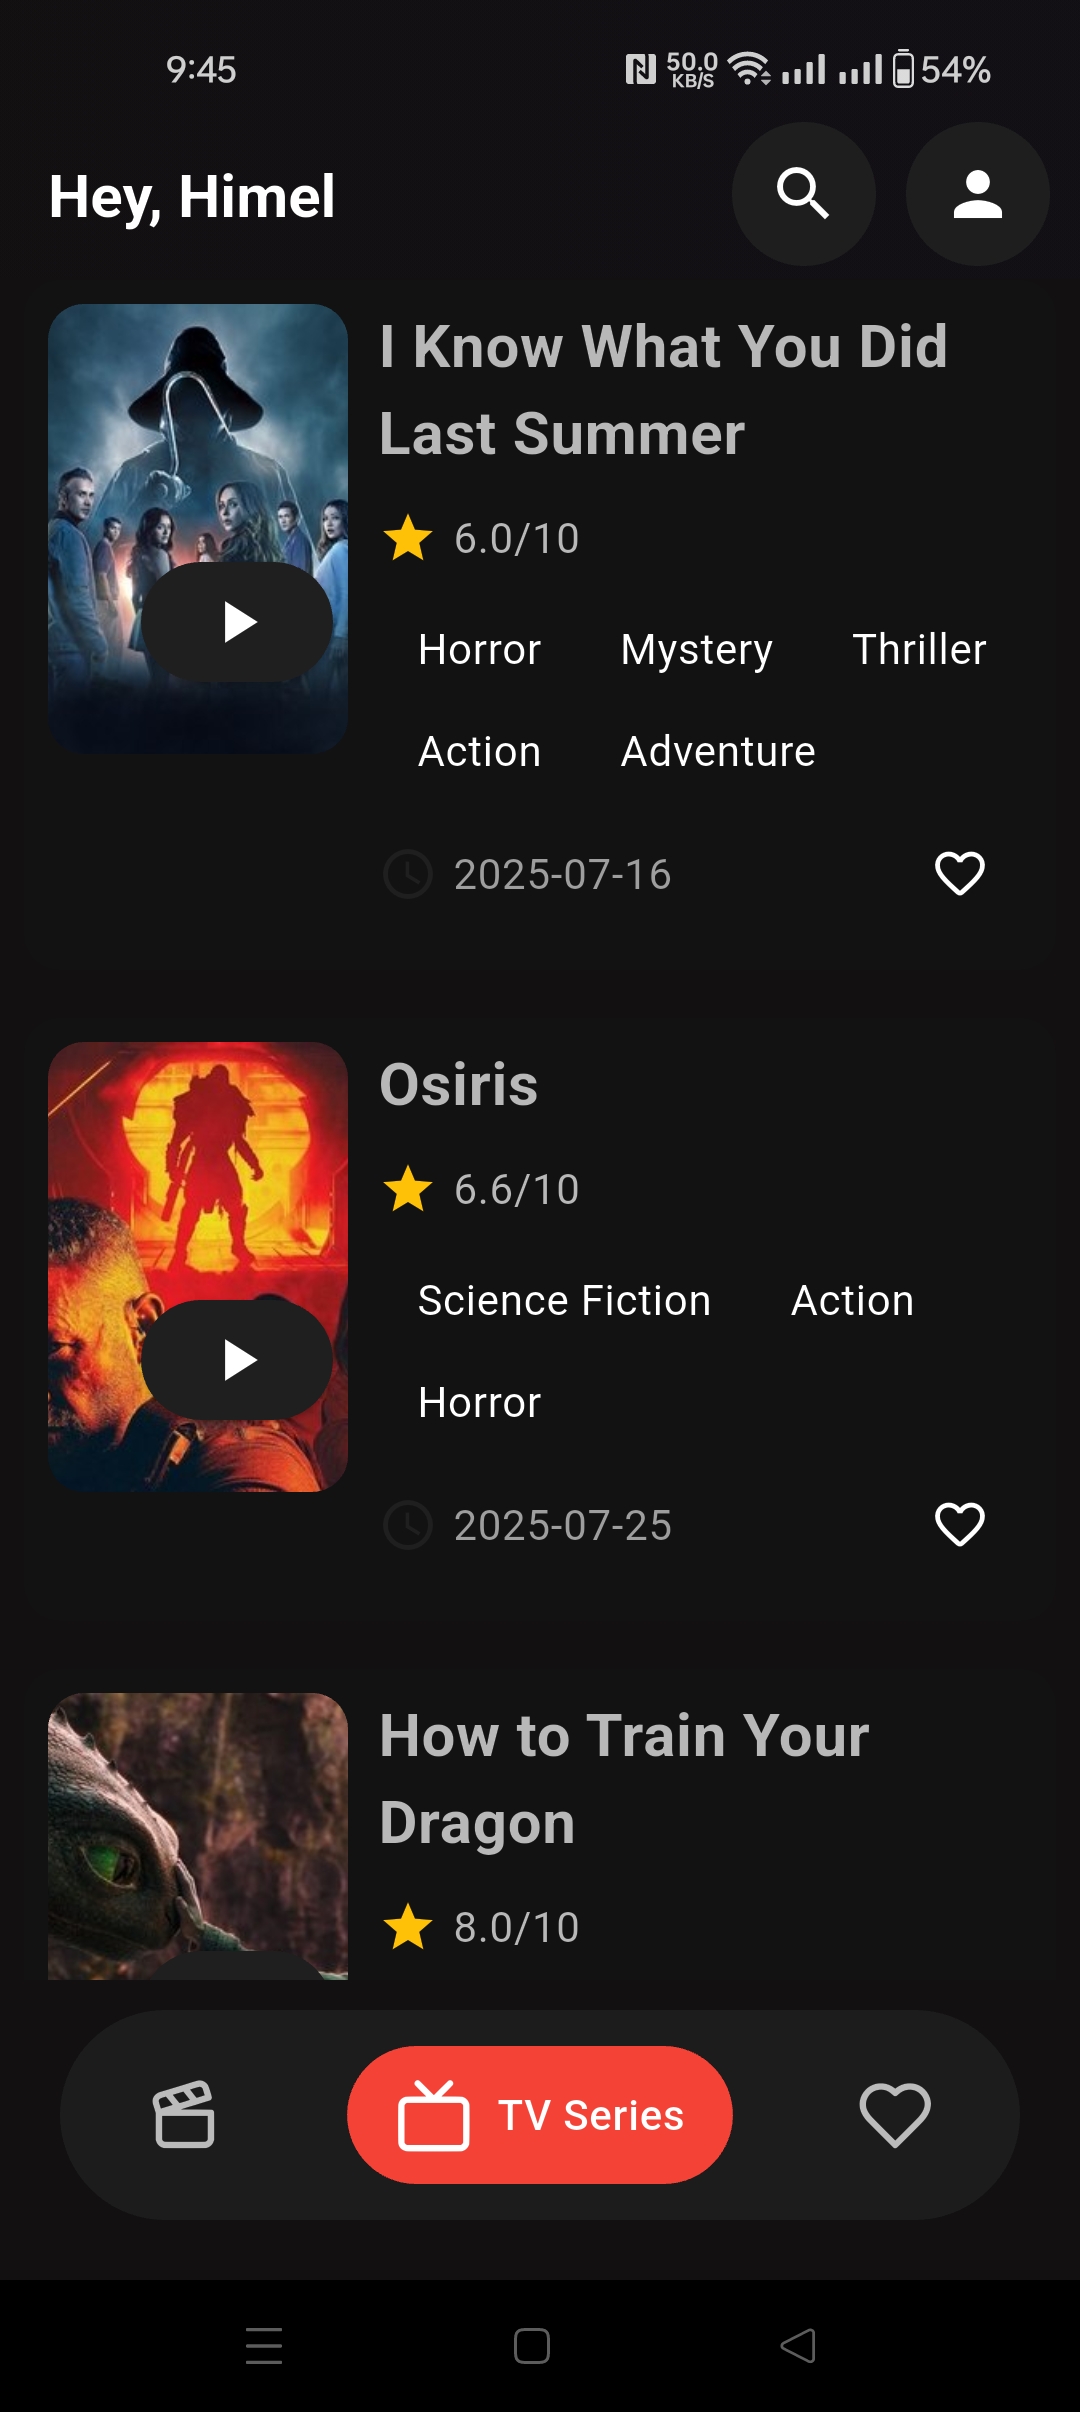 9:45
50.0
KB/S
54%
Hey, Himel
I Know What You Did
Last Summer
6.0/10
Horror Mystery Thriller
Action Adventure
2025-07-16
Osiris
6.6/10
Science Fiction Action
Horror
2025-07-25
How to Train Your
Dragon
8.0/10
TV Series